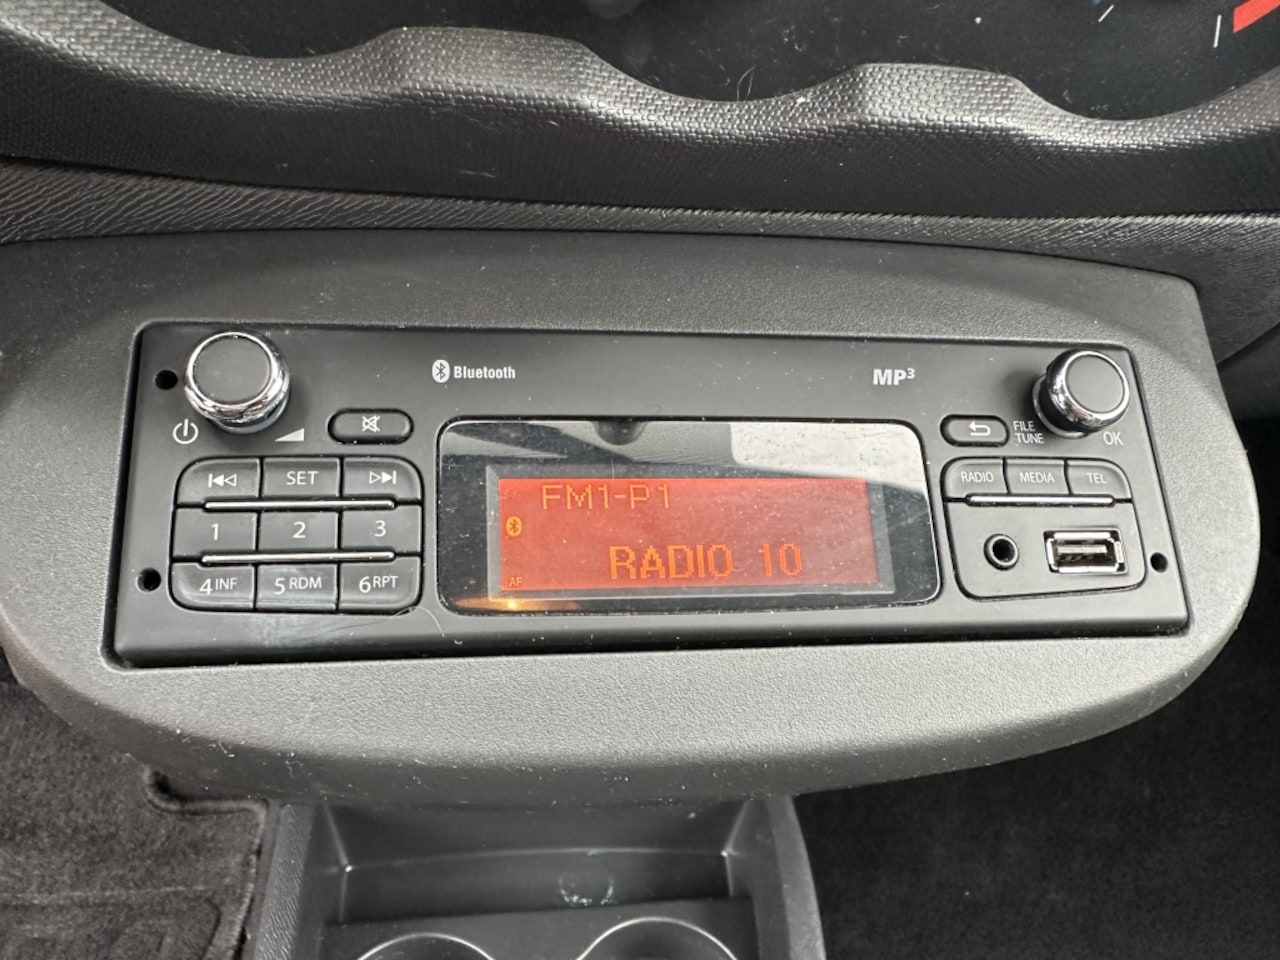 Bluetooth
MP3
FILE
TUNE
OK
SET
RADIO MEDIA TEL
1 2 3
4 INF 5 RDM 6 RPT
FM1-P1
RADIO 10
AF